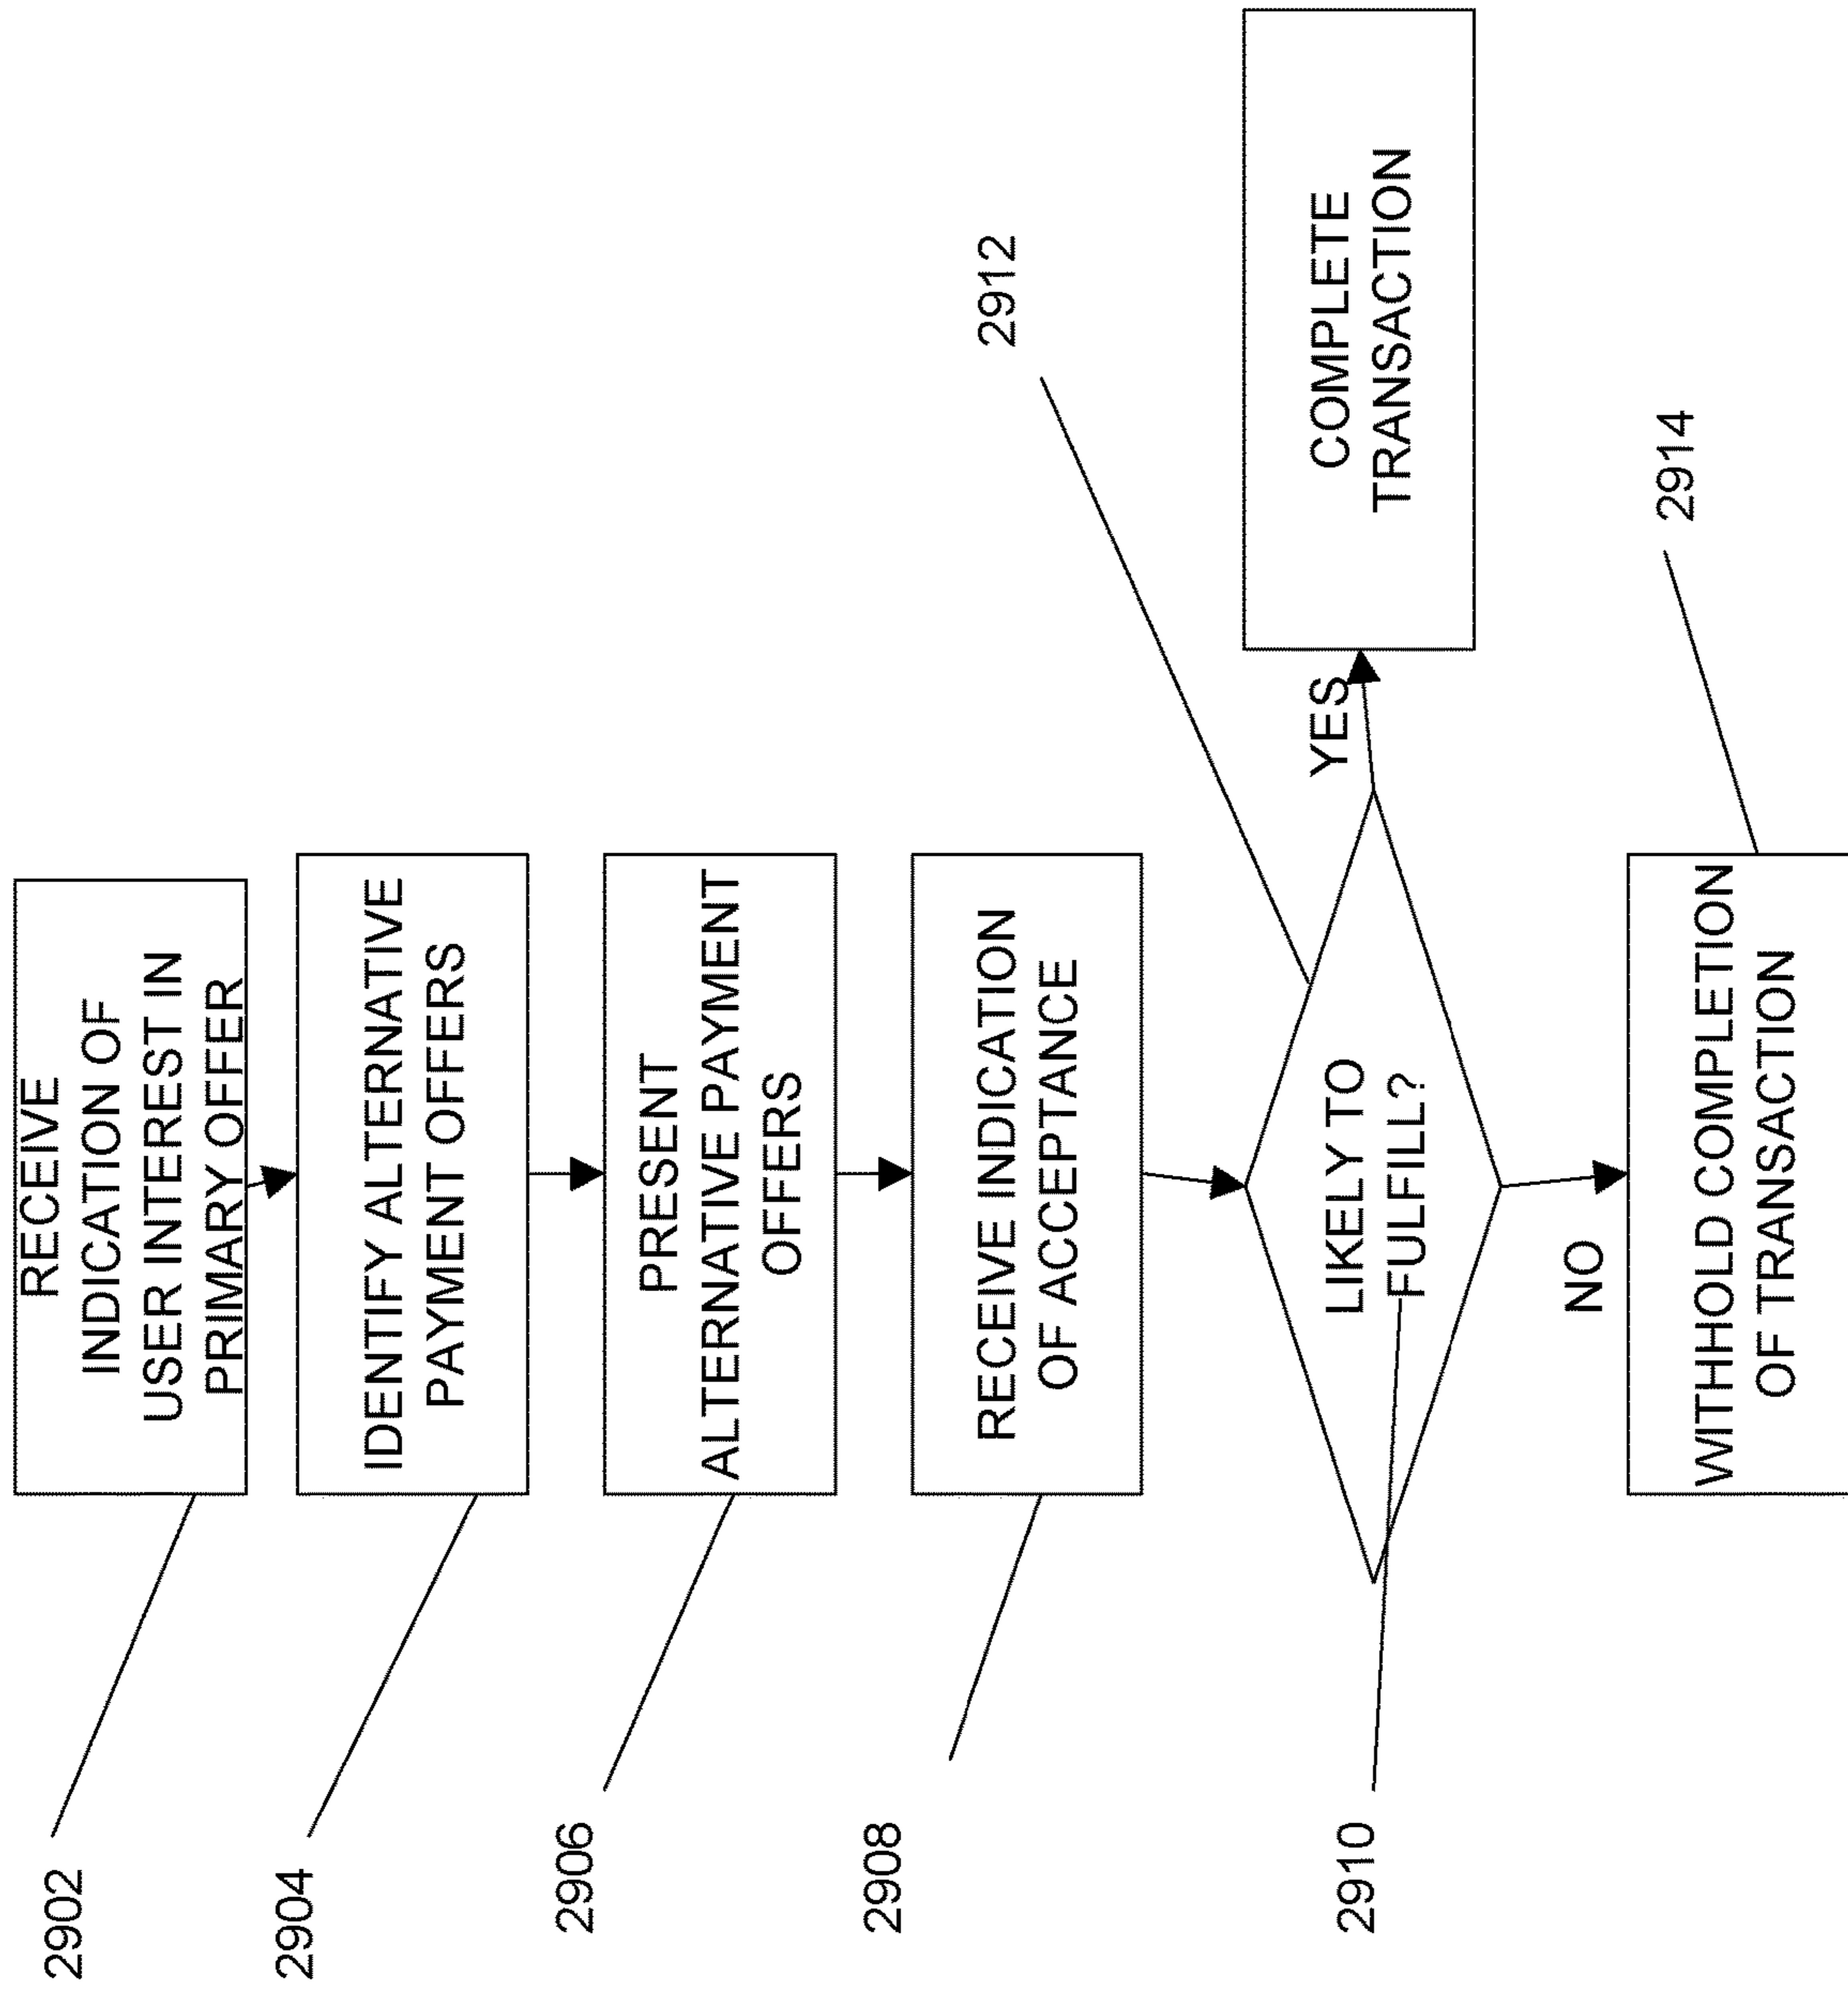 2902
RECEIVE
INDICATION OF
USER INTEREST IN
PRIMARY OFFER
2904
IDENTIFY ALTERNATIVE
PAYMENT OFFERS
2906
PRESENT
ALTERNATIVE PAYMENT
OFFERS
2908
RECEIVE INDICATION
OF ACCEPTANCE
2912
2910
LIKELY TO
FULFILL?
YES
COMPLETE
TRANSACTION
NO
2914
WITHHOLD COMPLETION
OF TRANSACTION